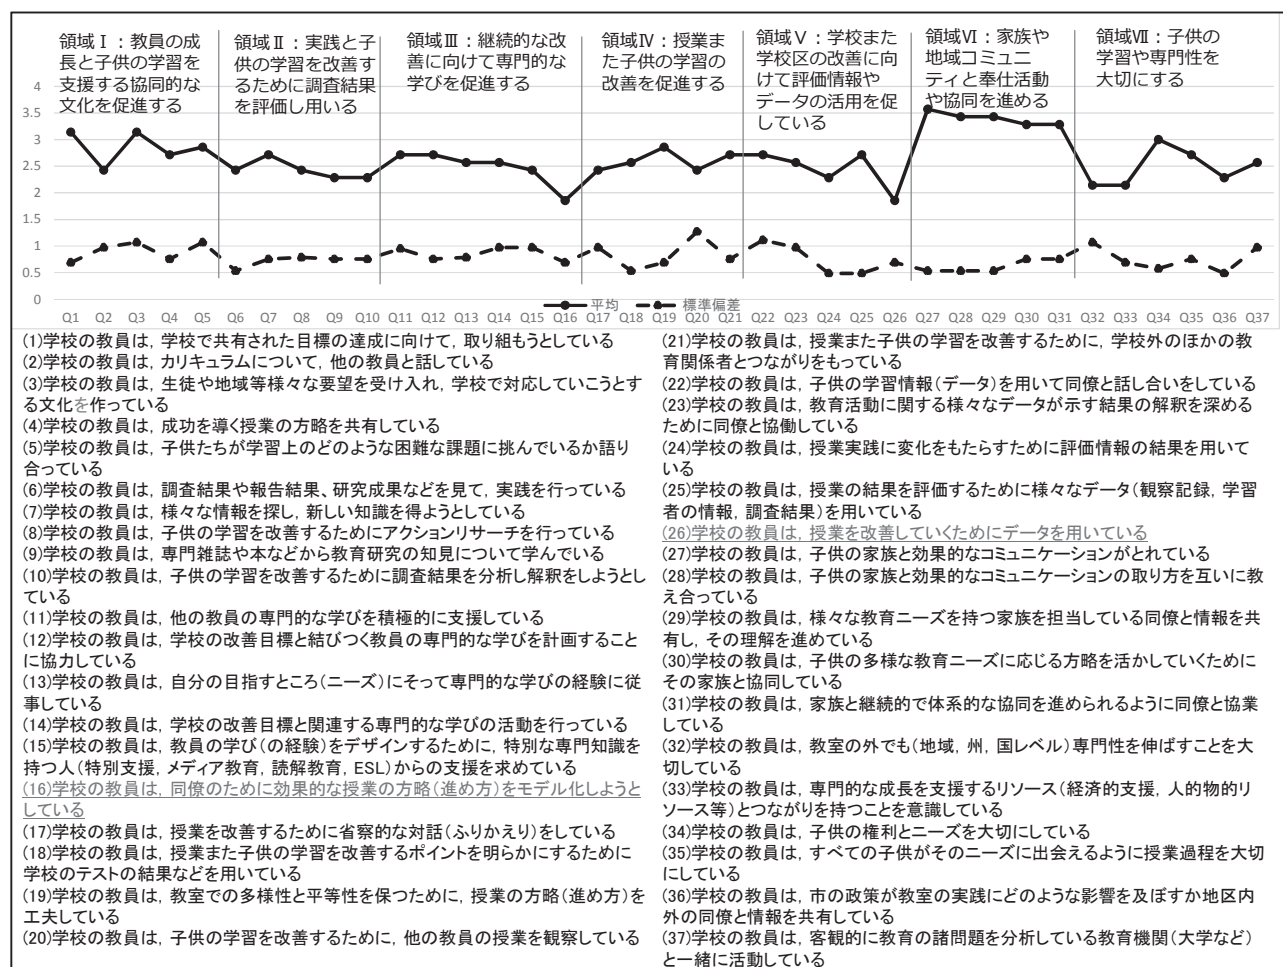 領域Ⅰ：教員の成
長と子供の学習を
支援する協同的な
文化を促進する
領域Ⅱ：実践と子
供の学習を改善す
るために調査結果
を評価し用いる
領域Ⅲ：継続的な改
善に向けて専門的な
学びを促進する
領域Ⅳ：授業ま
た子供の学習の
改善を促進する
領域Ⅴ：学校また
学校区の改善に向
けて評価情報や
データの活用を促
している
領域Ⅵ：家族や
地域コミュニ
ティと奉仕活動
や協同を進める
領域Ⅶ：子供の
学習や専門性を
大切にする
4
3.5
3
2.5
2
1.5
1
0.5
0
Q1 Q2 Q3 Q4 Q5 Q6 Q7 Q8 Q9 Q10 Q11 Q12 Q13 Q14 Q15 Q16 Q17 Q18 Q19 Q20 Q21 Q22 Q23 Q24 Q25 Q26 Q27 Q28 Q29 Q30 Q31 Q32 Q33 Q34 Q35 Q36 Q37
平均 標準偏差
(1)学校の教員は，学校で共有された目標の達成に向けて，取り組もうとしている
(2)学校の教員は，カリキュラムについて，他の教員と話している
(3)学校の教員は，生徒や地域等様々な要望を受け入れ，学校で対応していこうとす
る文化を作っている
(4)学校の教員は，成功を導く授業の方略を共有している
(5)学校の教員は，子供たちが学習上のどのような困難な課題に挑んでいるか語り
合っている
(6)学校の教員は，調査結果や報告結果、研究成果などを見て，実践を行っている
(7)学校の教員は，様々な情報を探し，新しい知識を得ようとしている
(8)学校の教員は，子供の学習を改善するためにアクションリサーチを行っている
(9)学校の教員は，専門雑誌や本などから教育研究の知見について学んでいる
(10)学校の教員は，子供の学習を改善するために調査結果を分析し解釈をしようとし
ている
(11)学校の教員は，他の教員の専門的な学びを積極的に支援している
(12)学校の教員は，学校の改善目標と結びつく教員の専門的な学びを計画すること
に協力している
(13)学校の教員は，自分の目指すところ（ニーズ）にそって専門的な学びの経験に従
事している
(14)学校の教員は，学校の改善目標と関連する専門的な学びの活動を行っている
(15)学校の教員は，教員の学び（の経験）をデザインするために，特別な専門知識を
持つ人（特別支援，メディア教育，読解教育，ESL）からの支援を求めている
(16)学校の教員は，同僚のために効果的な授業の方略（進め方）をモデル化しようと
している
(17)学校の教員は，授業を改善するために省察的な対話（ふりかえり）をしている
(18)学校の教員は，授業また子供の学習を改善するポイントを明らかにするために
学校のテストの結果などを用いている
(19)学校の教員は，教室での多様性と平等性を保つために，授業の方略（進め方）を
工夫している
(20)学校の教員は，子供の学習を改善するために，他の教員の授業を観察している
(21)学校の教員は，授業また子供の学習を改善するために，学校外のほかの教
育関係者とつながりをもっている
(22)学校の教員は，子供の学習情報（データ）を用いて同僚と話し合いをしている
(23)学校の教員は，教育活動に関する様々なデータが示す結果の解釈を深める
ために同僚と協働している
(24)学校の教員は，授業実践に変化をもたらすために評価情報の結果を用いて
いる
(25)学校の教員は，授業の結果を評価するために様々なデータ（観察記録，学習
者の情報，調査結果）を用いている
(26)学校の教員は，授業を改善していくためにデータを用いている
(27)学校の教員は，子供の家族と効果的なコミュニケーションがとれている
(28)学校の教員は，子供の家族と効果的なコミュニケーションの取り方を互いに教
え合っている
(29)学校の教員は，様々な教育ニーズを持つ家族を担当している同僚と情報を共
有し，その理解を進めている
(30)学校の教員は，子供の多様な教育ニーズに応じる方略を活かしていくために
その家族と協同している
(31)学校の教員は，家族と継続的で体系的な協同を進められるように同僚と協業
している
(32)学校の教員は，教室の外でも（地域，州，国レベル）専門性を伸ばすことを大
切している
(33)学校の教員は，専門的な成長を支援するリソース（経済的支援，人的物的リ
ソース等）とつながりを持つことを意識している
(34)学校の教員は，子供の権利とニーズを大切にしている
(35)学校の教員は，すべての子供がそのニーズに出会えるように授業過程を大切
にしている
(36)学校の教員は，市の政策が教室の実践にどのような影響を及ぼすか地区内
外の同僚と情報を共有している
(37)学校の教員は，客観的に教育の諸問題を分析している教育機関（大学など）
と一緒に活動している